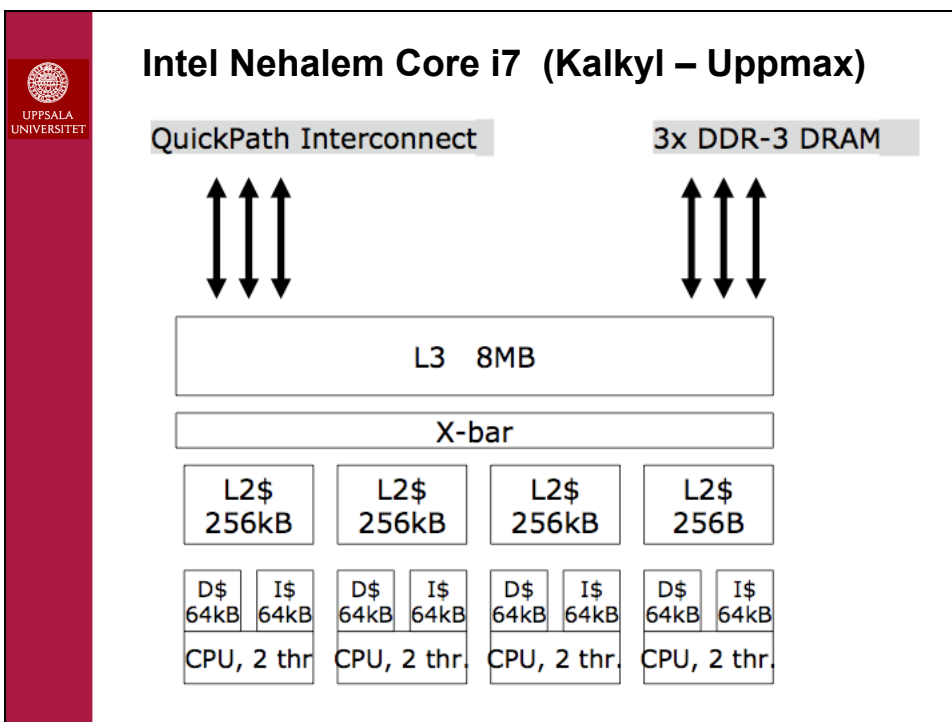 Intel Nehalem Core i7 (Kalkyl – Uppmax)
UPPSALA
UNIVERSITET
QuickPath Interconnect
3x DDR-3 DRAM
L3 8MB
X-bar
L2$
256kB
L2$
256kB
L2$
256kB
L2$
256B
D$
64kB
I$
64kB
D$
64kB
I$
64kB
D$
64kB
I$
64kB
D$
64kB
I$
64kB
CPU, 2 thr
CPU, 2 thr.
CPU, 2 thr.
CPU, 2 thr.